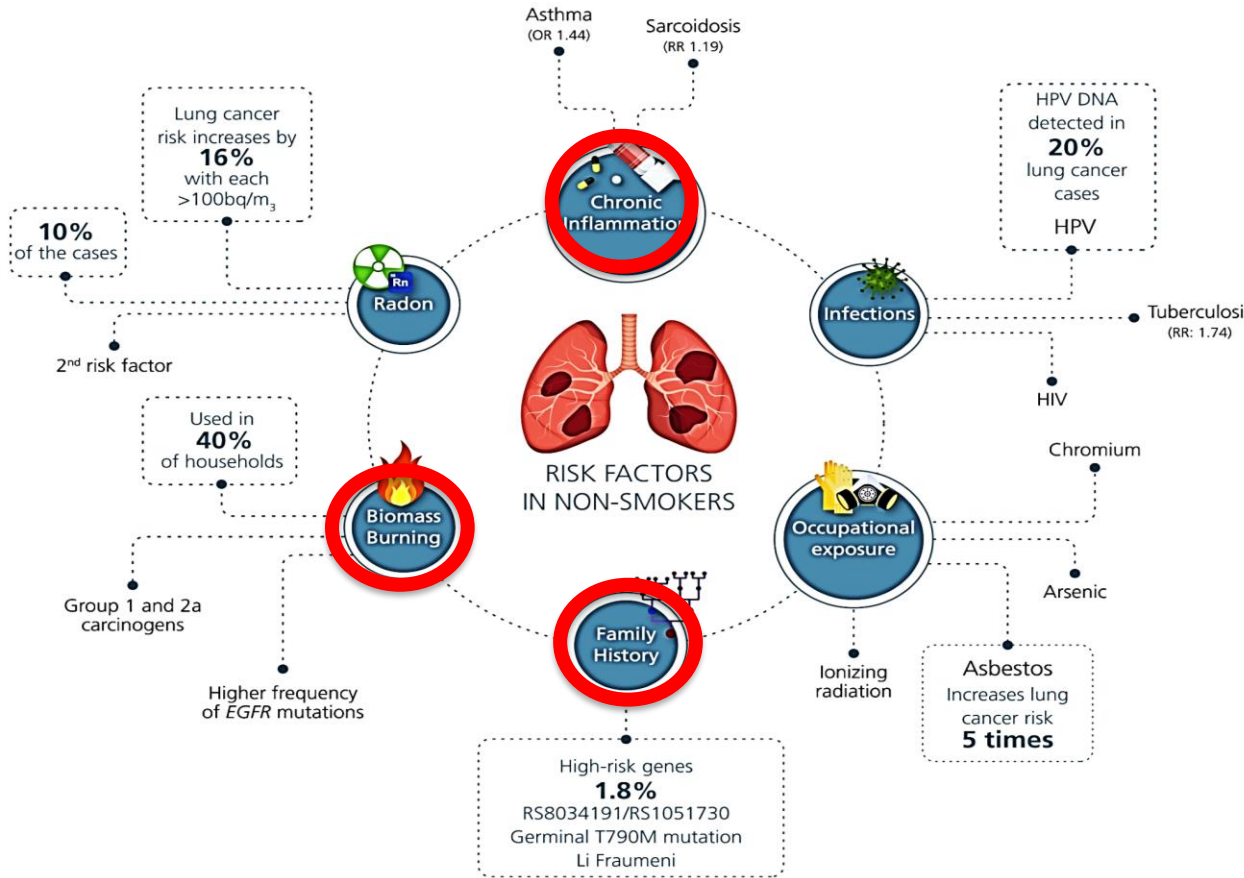 Asthma
(OR 1.44)
Sarcoidosis
(RR 1.19)
Chronic
Inflammation
HPV DNA
detected in
20%
lung cancer
cases
HPV
Infections
Tuberculosi
(RR: 1.74)
HIV
Chromium
Occupational
exposure
Arsenic
Ionizing
radiation
Asbestos
Increases lung
cancer risk
5 times
Family
History
High-risk genes
1.8%
RS8034191/RS1051730
Germinal T790M mutation
Li Fraumeni
Used in
40%
of households
Biomass
Burning
Group 1 and 2a
carcinogens
Higher frequency
of EGFR mutations
Lung cancer
risk increases by
16%
with each
>100bq/m3
10%
of the cases
Rn
Radon
2nd risk factor
RISK FACTORS
IN NON-SMOKERS